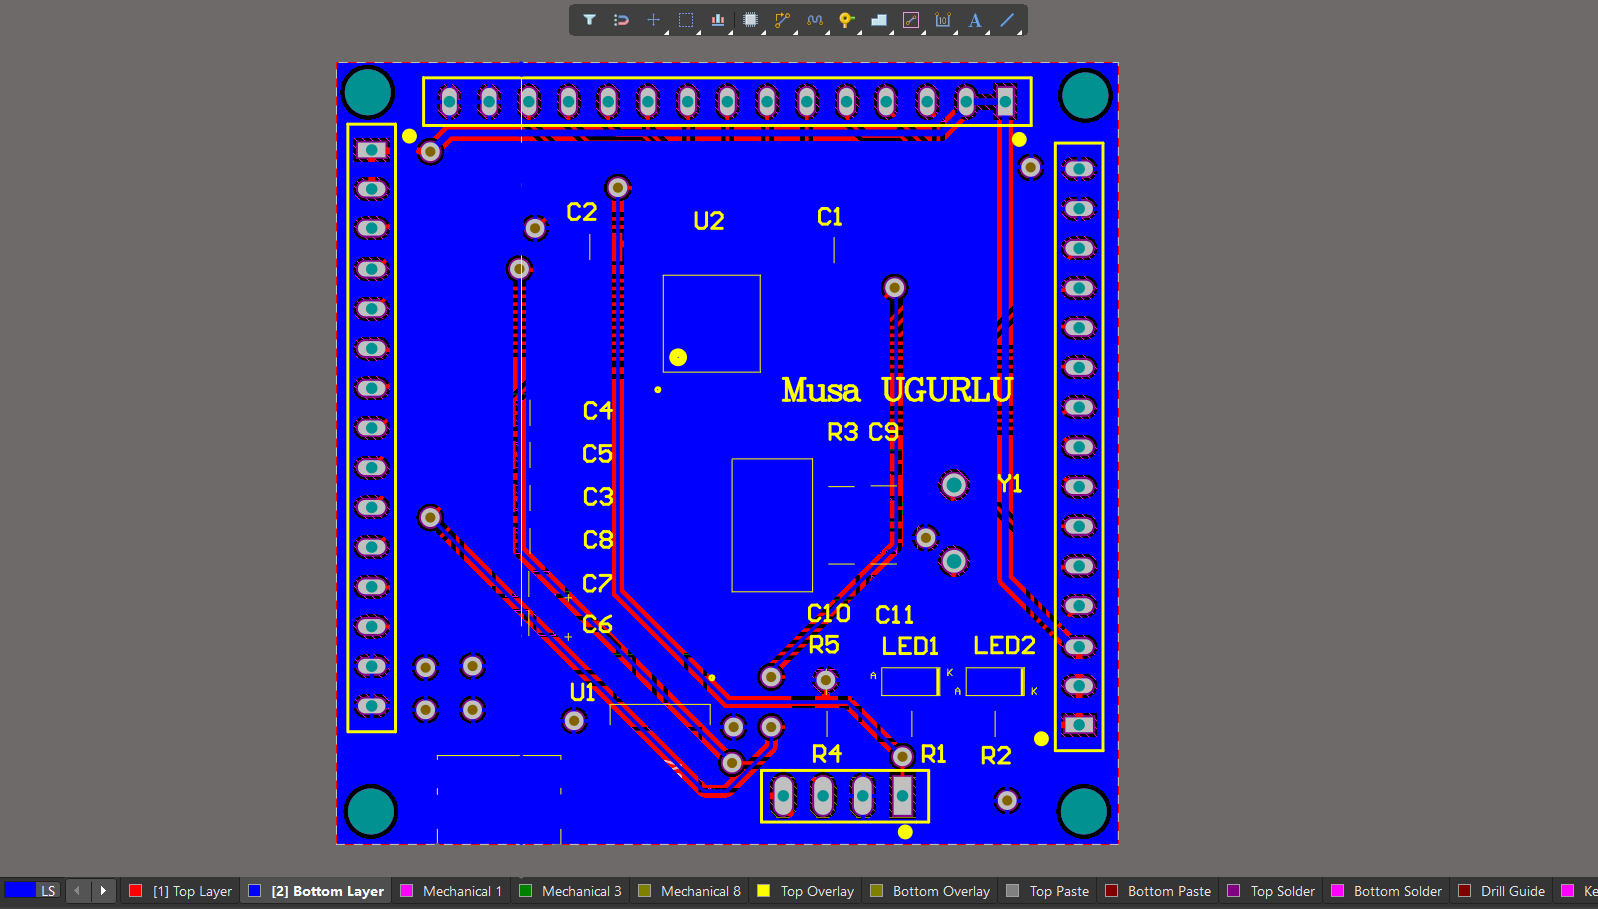 10
A
C2
U2
C1
Musa UGURLU
C4
R3 C9
C5
C3
Y1
C8
C7
C10
C11
C6
R5
LED1
LED2
A
K
A
K
U1
R4
R1
R2
LS
[1] Top Layer
[2] Bottom Layer
Mechanical 1
Mechanical 3
Mechanical 8
Top Overlay
Bottom Overlay
Top Paste
Bottom Paste
Top Solder
Bottom Solder
Drill Guide
Ke